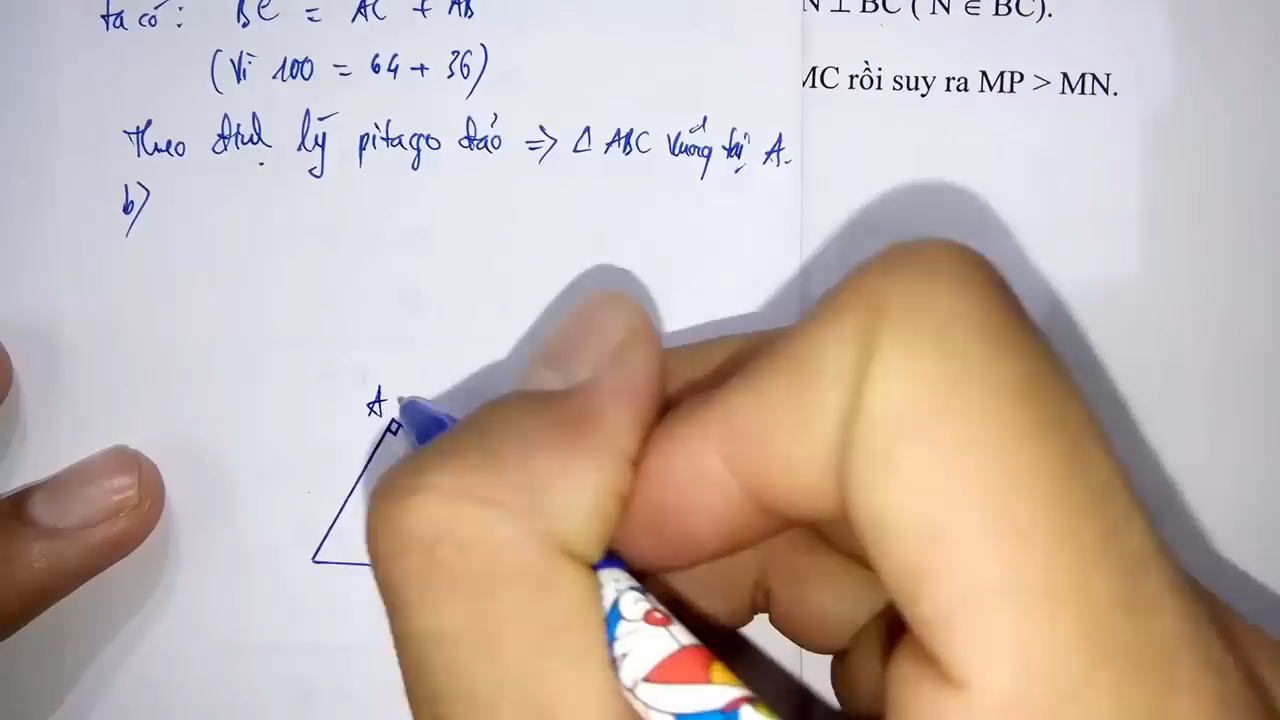 ta có : BC = AC + AB
N ⊥ BC ( N ∈ BC).
(Vì 100 = 64 + 36)
MC rồi suy ra MP > MN.
Theo định lý pitago đảo => Δ ABC vuông tại A.
b)
A